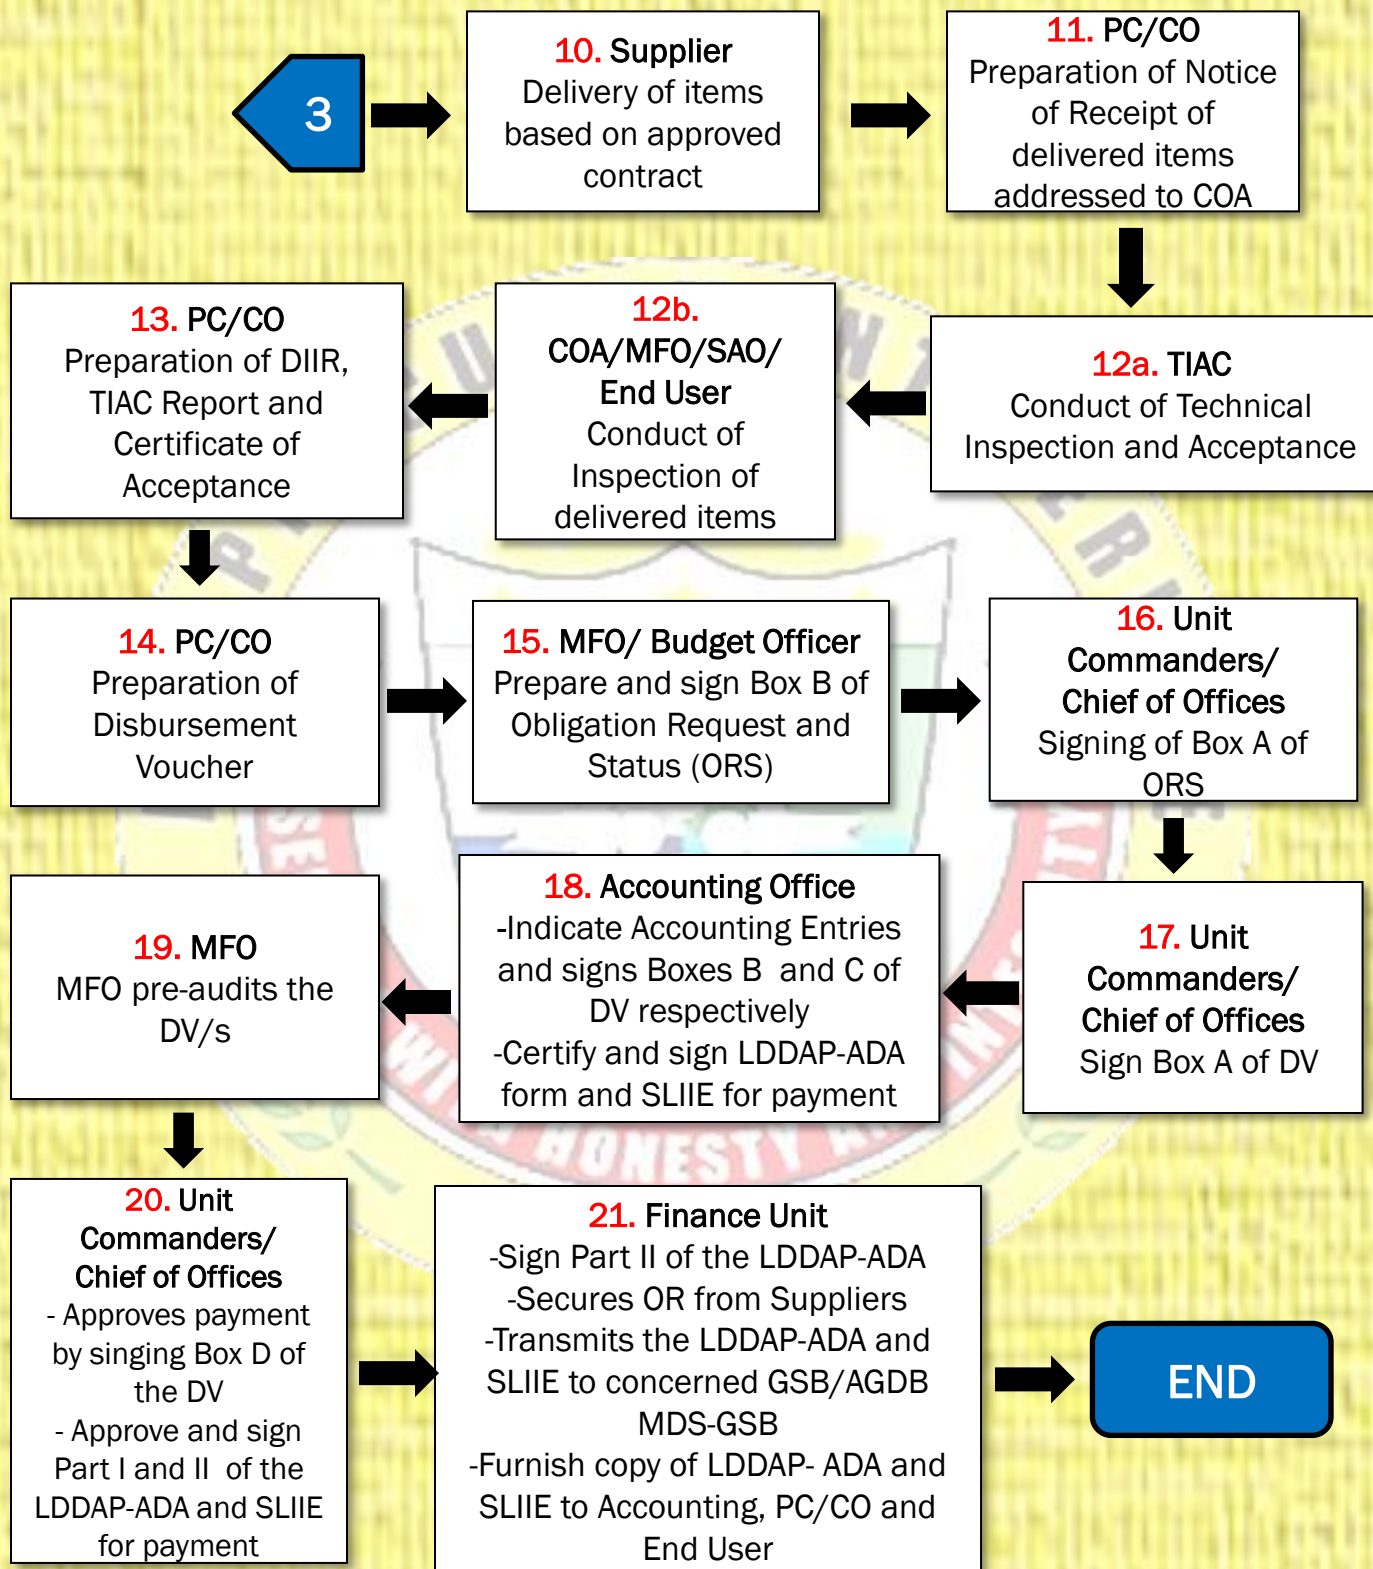 3
10. Supplier
Delivery of items
based on approved
contract
11. PC/CO
Preparation of Notice
of Receipt of
delivered items
addressed to COA
12a. TIAC
Conduct of Technical
Inspection and Acceptance
12b.
COA/MFO/SAO/
End User
Conduct of
Inspection of
delivered items
13. PC/CO
Preparation of DIIR,
TIAC Report and
Certificate of
Acceptance
14. PC/CO
Preparation of
Disbursement
Voucher
15. MFO/ Budget Officer
Prepare and sign Box B of
Obligation Request and
Status (ORS)
16. Unit
Commanders/
Chief of Offices
Signing of Box A of
ORS
17. Unit
Commanders/
Chief of Offices
Sign Box A of DV
18. Accounting Office
-Indicate Accounting Entries
and signs Boxes B and C of
DV respectively
-Certify and sign LDDAP-ADA
form and SLIIE for payment
19. MFO
MFO pre-audits the
DV/s
20. Unit
Commanders/
Chief of Offices
- Approves payment
by singing Box D of
the DV
- Approve and sign
Part I and II of the
LDDAP-ADA and SLIIE
for payment
21. Finance Unit
-Sign Part II of the LDDAP-ADA
-Secures OR from Suppliers
-Transmits the LDDAP-ADA and
SLIIE to concerned GSB/AGDB
MDS-GSB
-Furnish copy of LDDAP- ADA and
SLIIE to Accounting, PC/CO and
End User
END
HONESTY